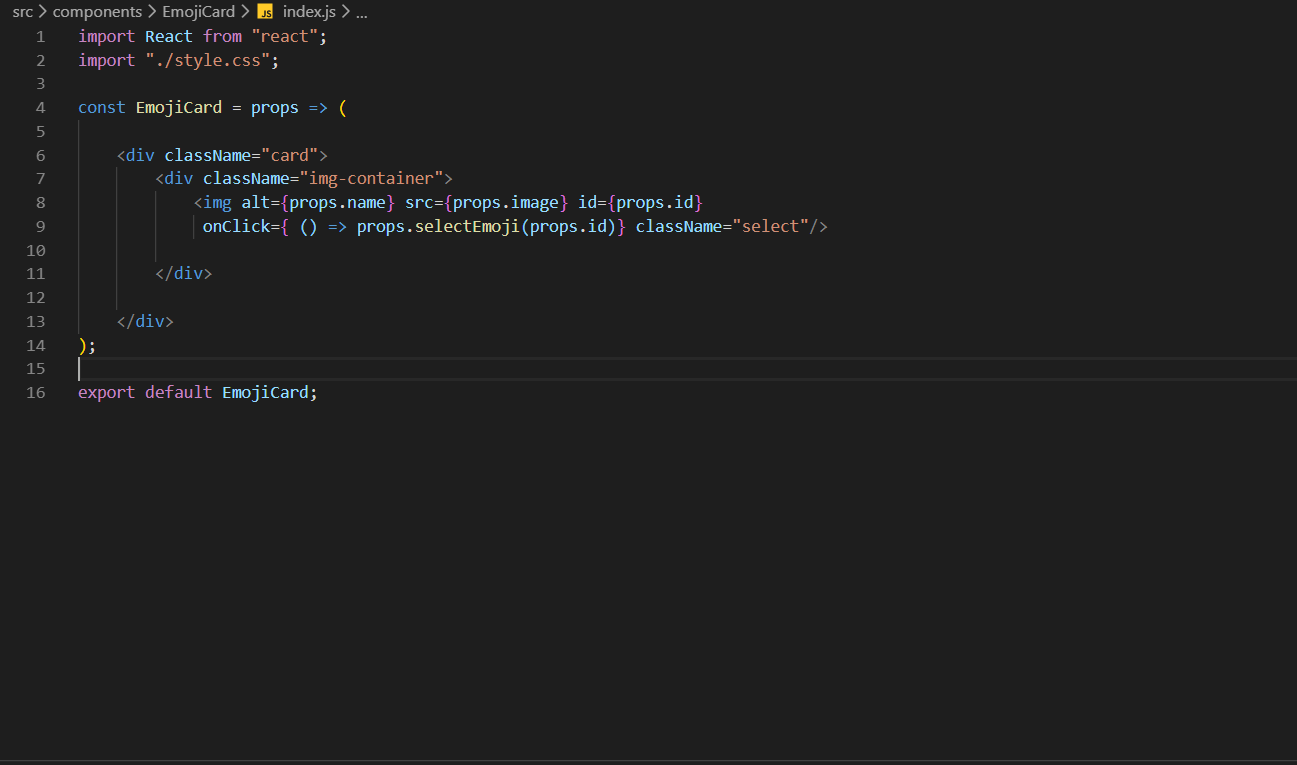 src > components > EmojiCard > JS index.js > ...
1 import React from "react";
2 import "./style.css";
3
4 const EmojiCard = props => (
5
6     <div className="card">
7         <div className="img-container">
8             <img alt={props.name} src={props.image} id={props.id}
9              onClick={ () => props.selectEmoji(props.id)} className="select"/>
10
11         </div>
12
13     </div>
14 );
15
16 export default EmojiCard;